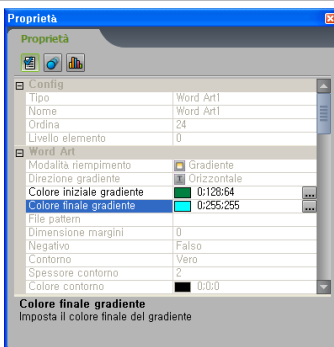 Proprietà
Proprietà
Config
Tipo Word Art1
Nome Word Art1
Ordina 24
Livello elemento 0
Word Art
Modalità riempimento Gradiente
Direzione gradiente Orizzontale
Colore iniziale gradiente 0;128;64 ...
Colore finale gradiente 0;255;255 ...
File pattern
Dimensione margini 0
Negativo Falso
Contorno Vero
Spessore contorno 2
Colore contorno 0;0;0
Colore finale gradiente
Imposta il colore finale del gradiente